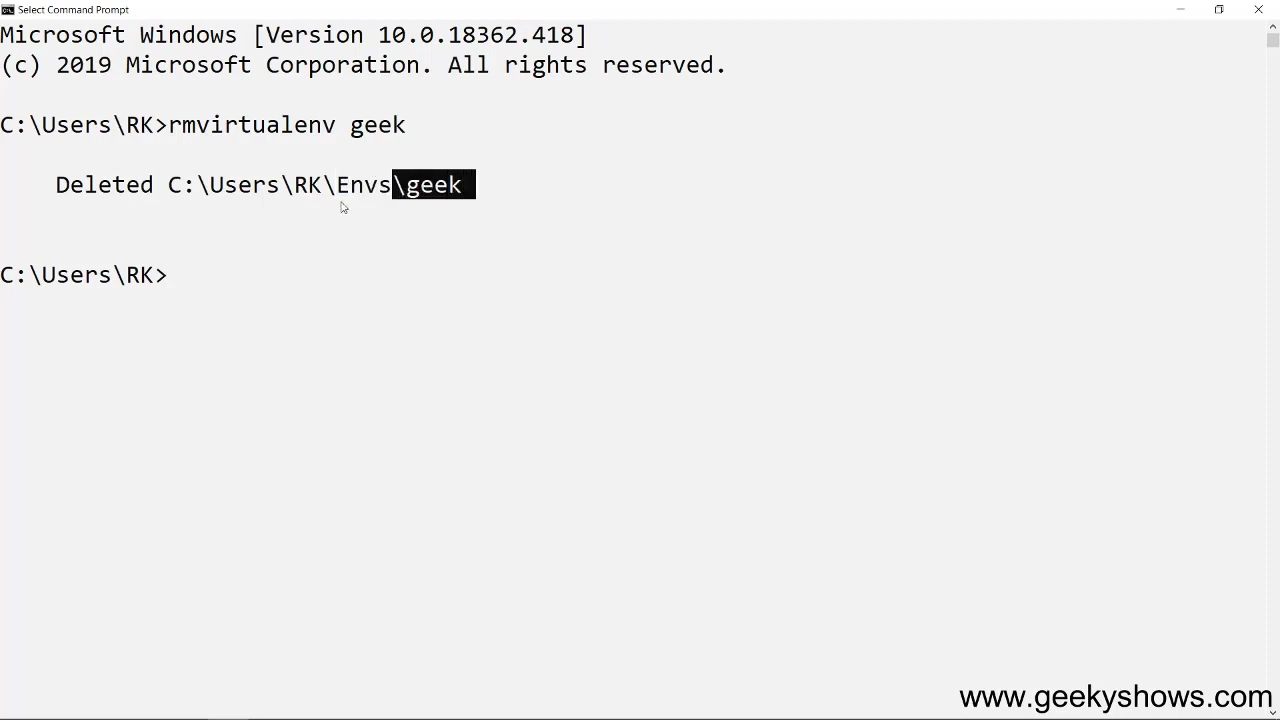 Select Command Prompt
Microsoft Windows [Version 10.0.18362.418]
(c) 2019 Microsoft Corporation. All rights reserved.
C:\Users\RK>rmvirtualenv geek
Deleted C:\Users\RK\Envs\geek
C:\Users\RK>
www.geekyshows.com